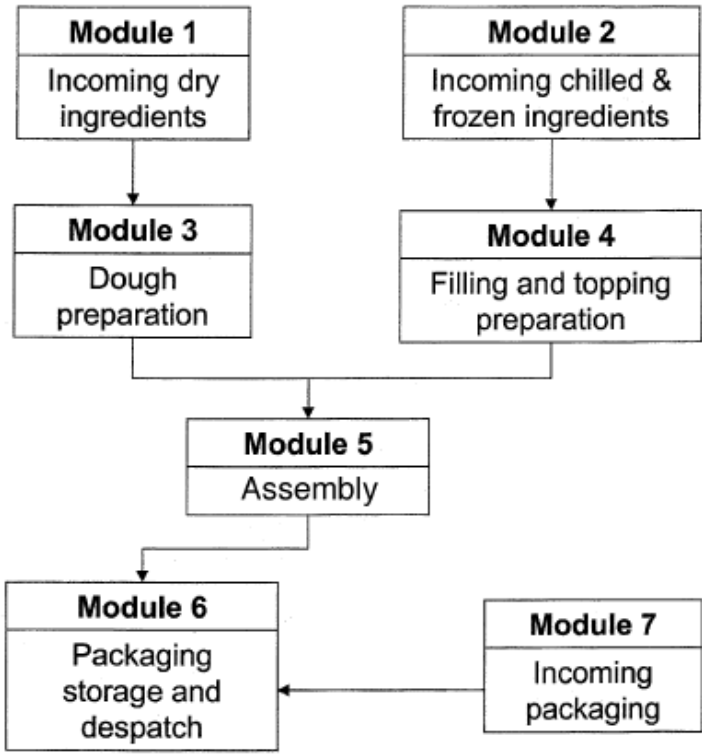 Module 1
Incoming dry
ingredients
Module 2
Incoming chilled &
frozen ingredients
Module 3
Dough
preparation
Module 4
Filling and topping
preparation
Module 5
Assembly
Module 6
Packaging
storage and
despatch
Module 7
Incoming
packaging